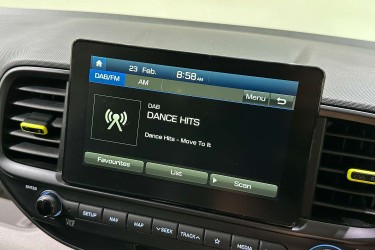 23 Feb. 8:58 AM
DAB/FM AM
Menu
DAB
DANCE HITS
Dance Hits - Move To It
Favourites List Scan
POWER
SETUP MAP NAV SEEK TRACK MEDIA